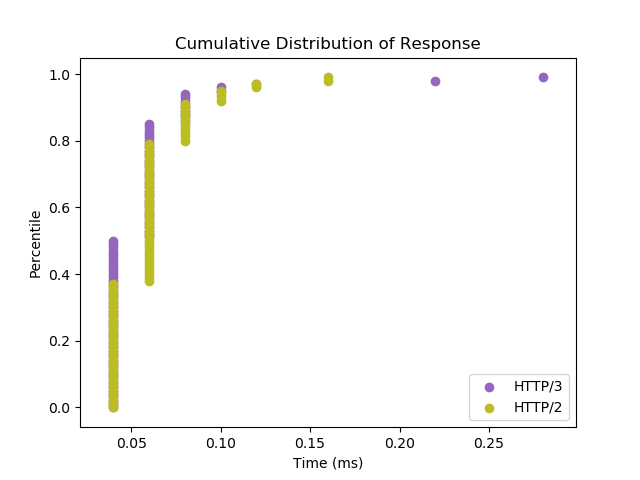 Cumulative Distribution of Response
1.0
0.8
0.6
0.4
0.2
0.0
Percentile
0.05
0.10
0.15
0.20
0.25
Time (ms)
HTTP/3
HTTP/2